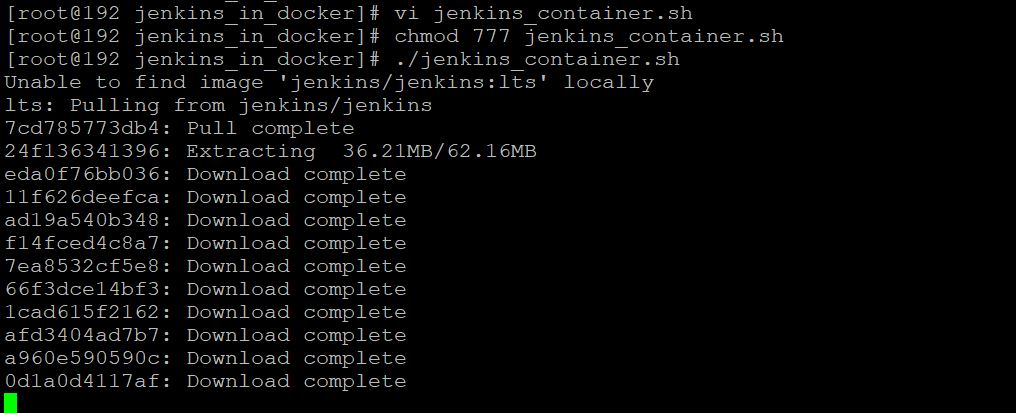 [root@192 jenkins_in_docker]# vi jenkins_container.sh
[root@192 jenkins_in_docker]# chmod 777 jenkins_container.sh
[root@192 jenkins_in_docker]# ./jenkins_container.sh
Unable to find image 'jenkins/jenkins:lts' locally
lts: Pulling from jenkins/jenkins
7cd785773db4: Pull complete
24f136341396: Extracting  36.21MB/62.16MB
eda0f76bb036: Download complete
11f626deefca: Download complete
ad19a540b348: Download complete
f14fced4c8a7: Download complete
7ea8532cf5e8: Download complete
66f3dce14bf3: Download complete
1cad615f2162: Download complete
afd3404ad7b7: Download complete
a960e590590c: Download complete
0d1a0d4117af: Download complete